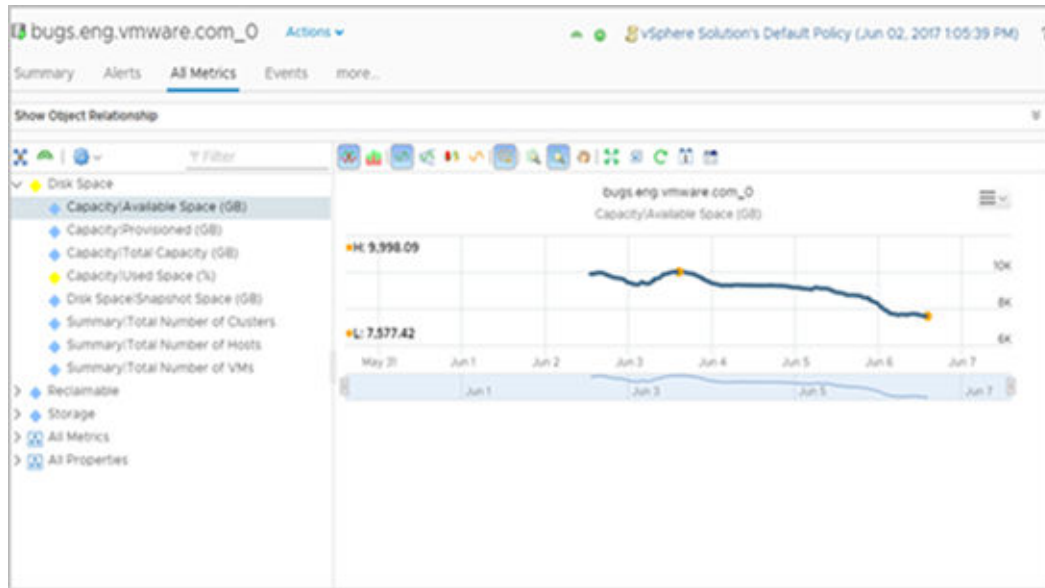 bugs.eng.vmware.com_0 Actions vSphere Solution's Default Policy (Jun 02, 2017 1:05:39 PM) ?
Summary Alerts All Metrics Events more...
Show Object Relationship
Filter
Disk Space
Capacity|Available Space (GB)
Capacity|Provisioned (GB)
Capacity|Total Capacity (GB)
Capacity|Used Space (%)
Disk Space|Snapshot Space (GB)
Summary|Total Number of Clusters
Summary|Total Number of Hosts
Summary|Total Number of VMs
Reclaimable
Storage
All Metrics
All Properties
bugs.eng.vmware.com_0
Capacity|Available Space (GB)
H: 9,998.09
10K
8K
L: 7,577.42
6K
May 31 Jun 1 Jun 2 Jun 3 Jun 4 Jun 5 Jun 6 Jun 7
Jun 1 Jun 3 Jun 5 Jun 7